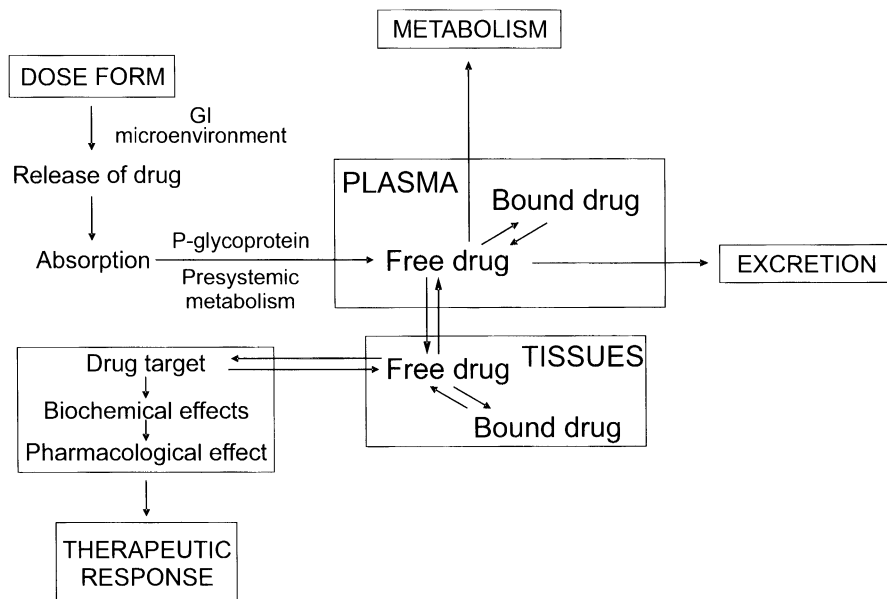 METABOLISM
DOSE FORM
GI
microenvironment
Release of drug
PLASMA
Bound drug
P-glycoprotein
Absorption
Free drug
EXCRETION
Presystemic
metabolism
Drug target
Free drug
TISSUES
Biochemical effects
Bound drug
Pharmacological effect
THERAPEUTIC
RESPONSE